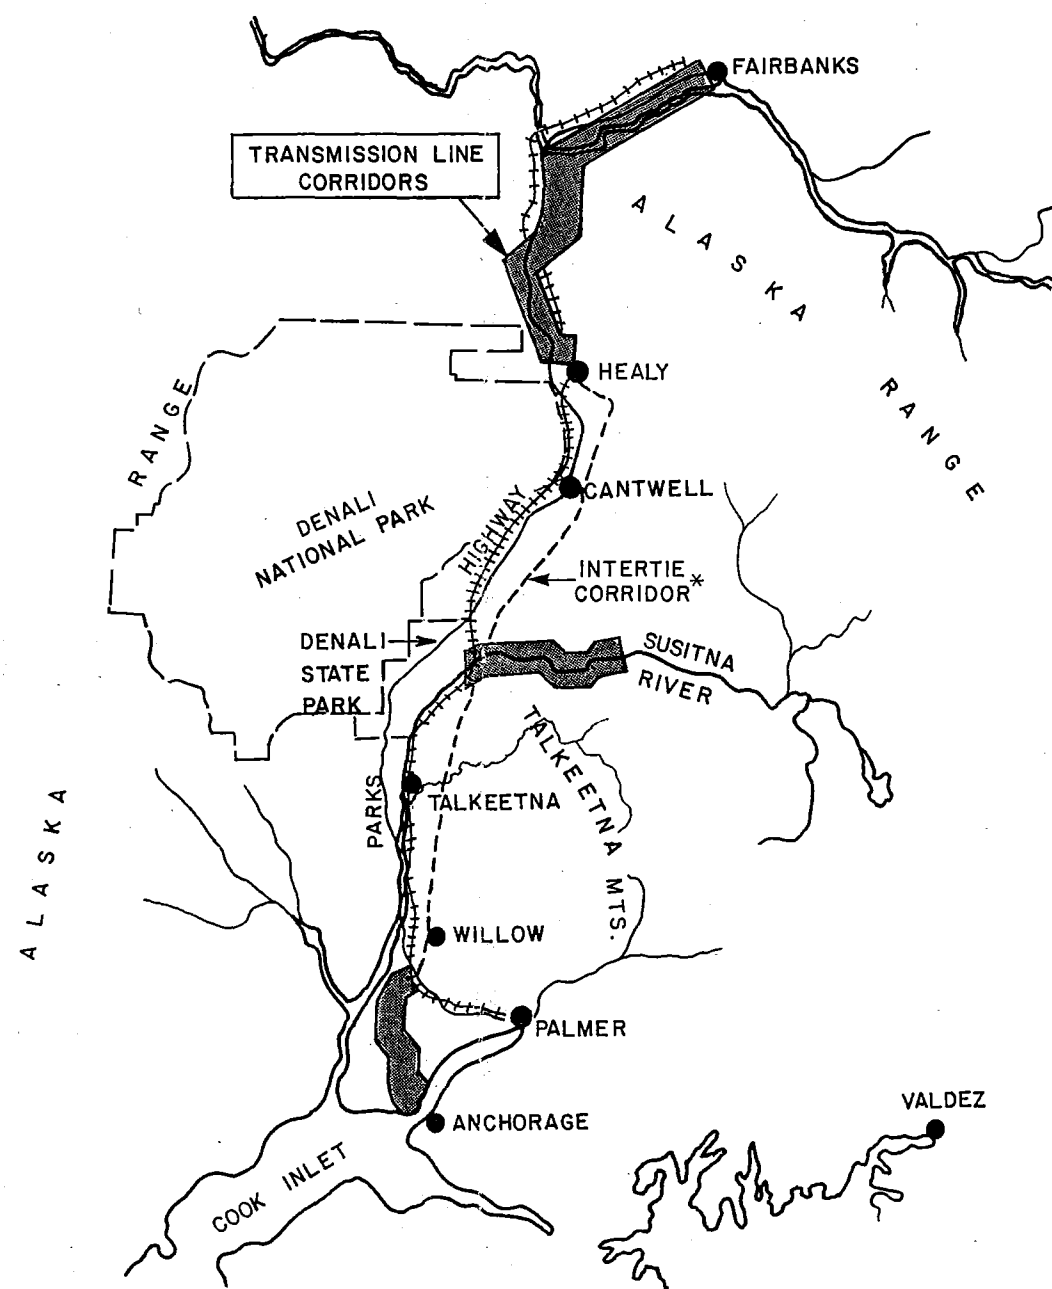 FAIRBANKS
TRANSMISSION LINE
CORRIDORS
ALASKA RANGE
HEALY
RANGE
CANTWELL
DENALI
NATIONAL PARK
HIGHWAY
INTERTIE
CORRIDOR*
DENALI
STATE
PARK
SUSITNA
RIVER
TALKEETNA MTS.
PARKS
TALKEETNA
ALASKA
WILLOW
PALMER
ANCHORAGE
VALDEZ
COOK INLET